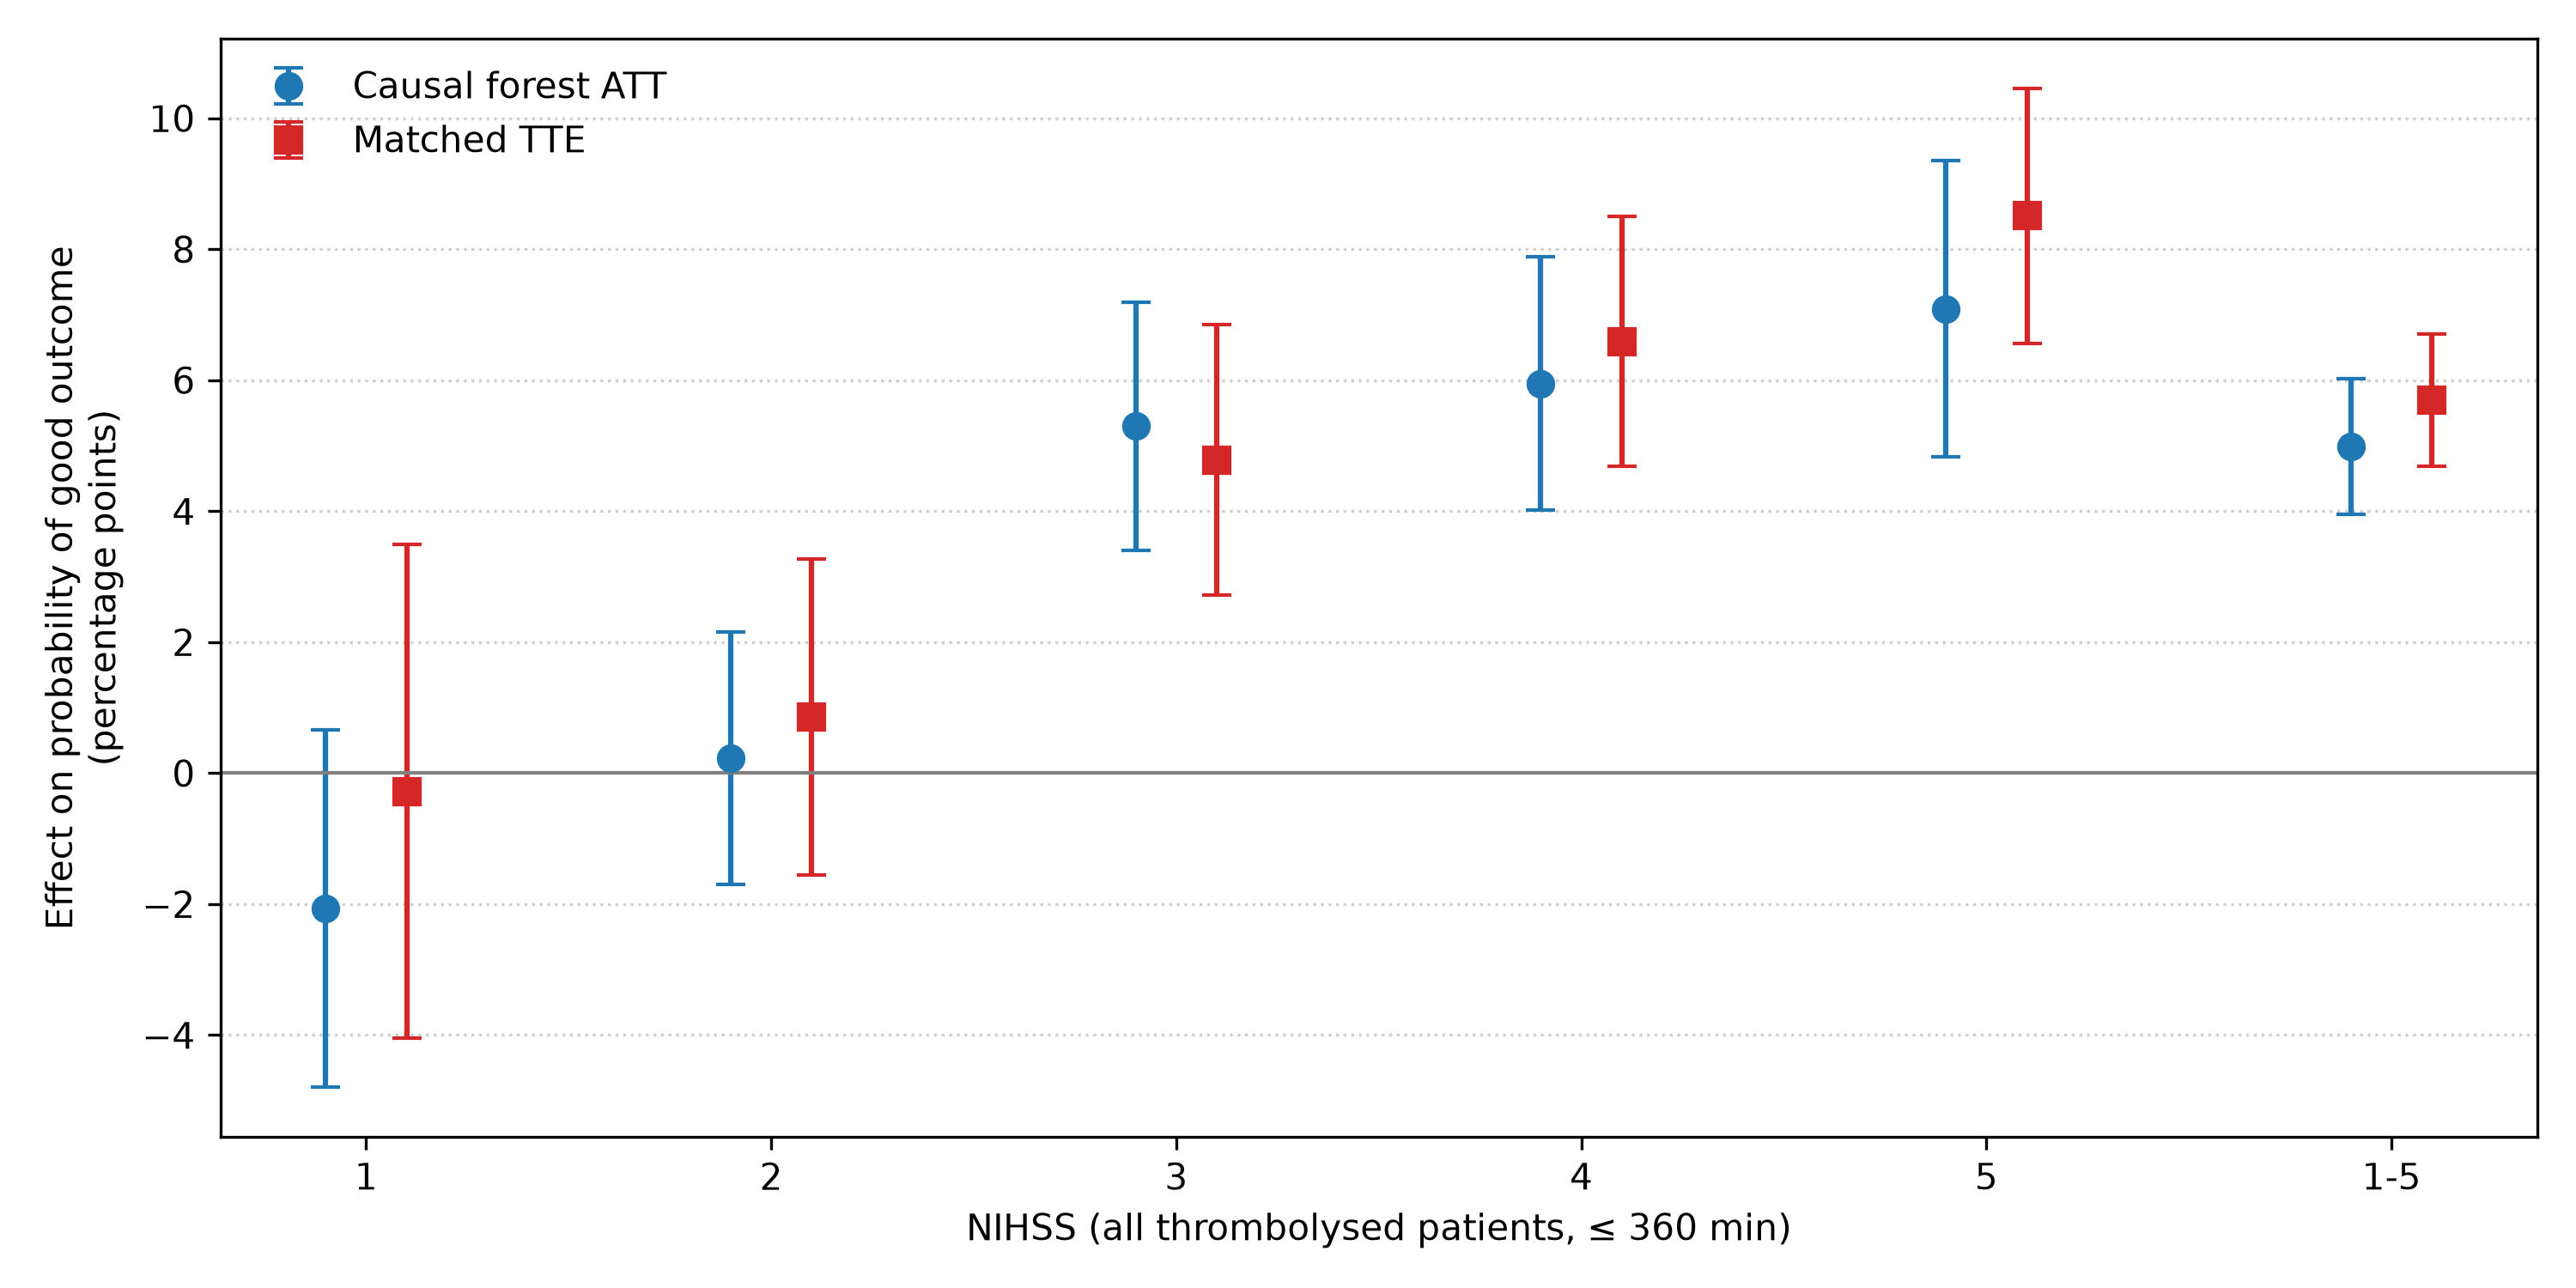 Causal forest ATT
Matched TTE
Effect on probability of good outcome
(percentage points)
10
8
6
4
2
0
−2
−4
1
2
3
4
5
1-5
NIHSS (all thrombolysed patients, ≤ 360 min)